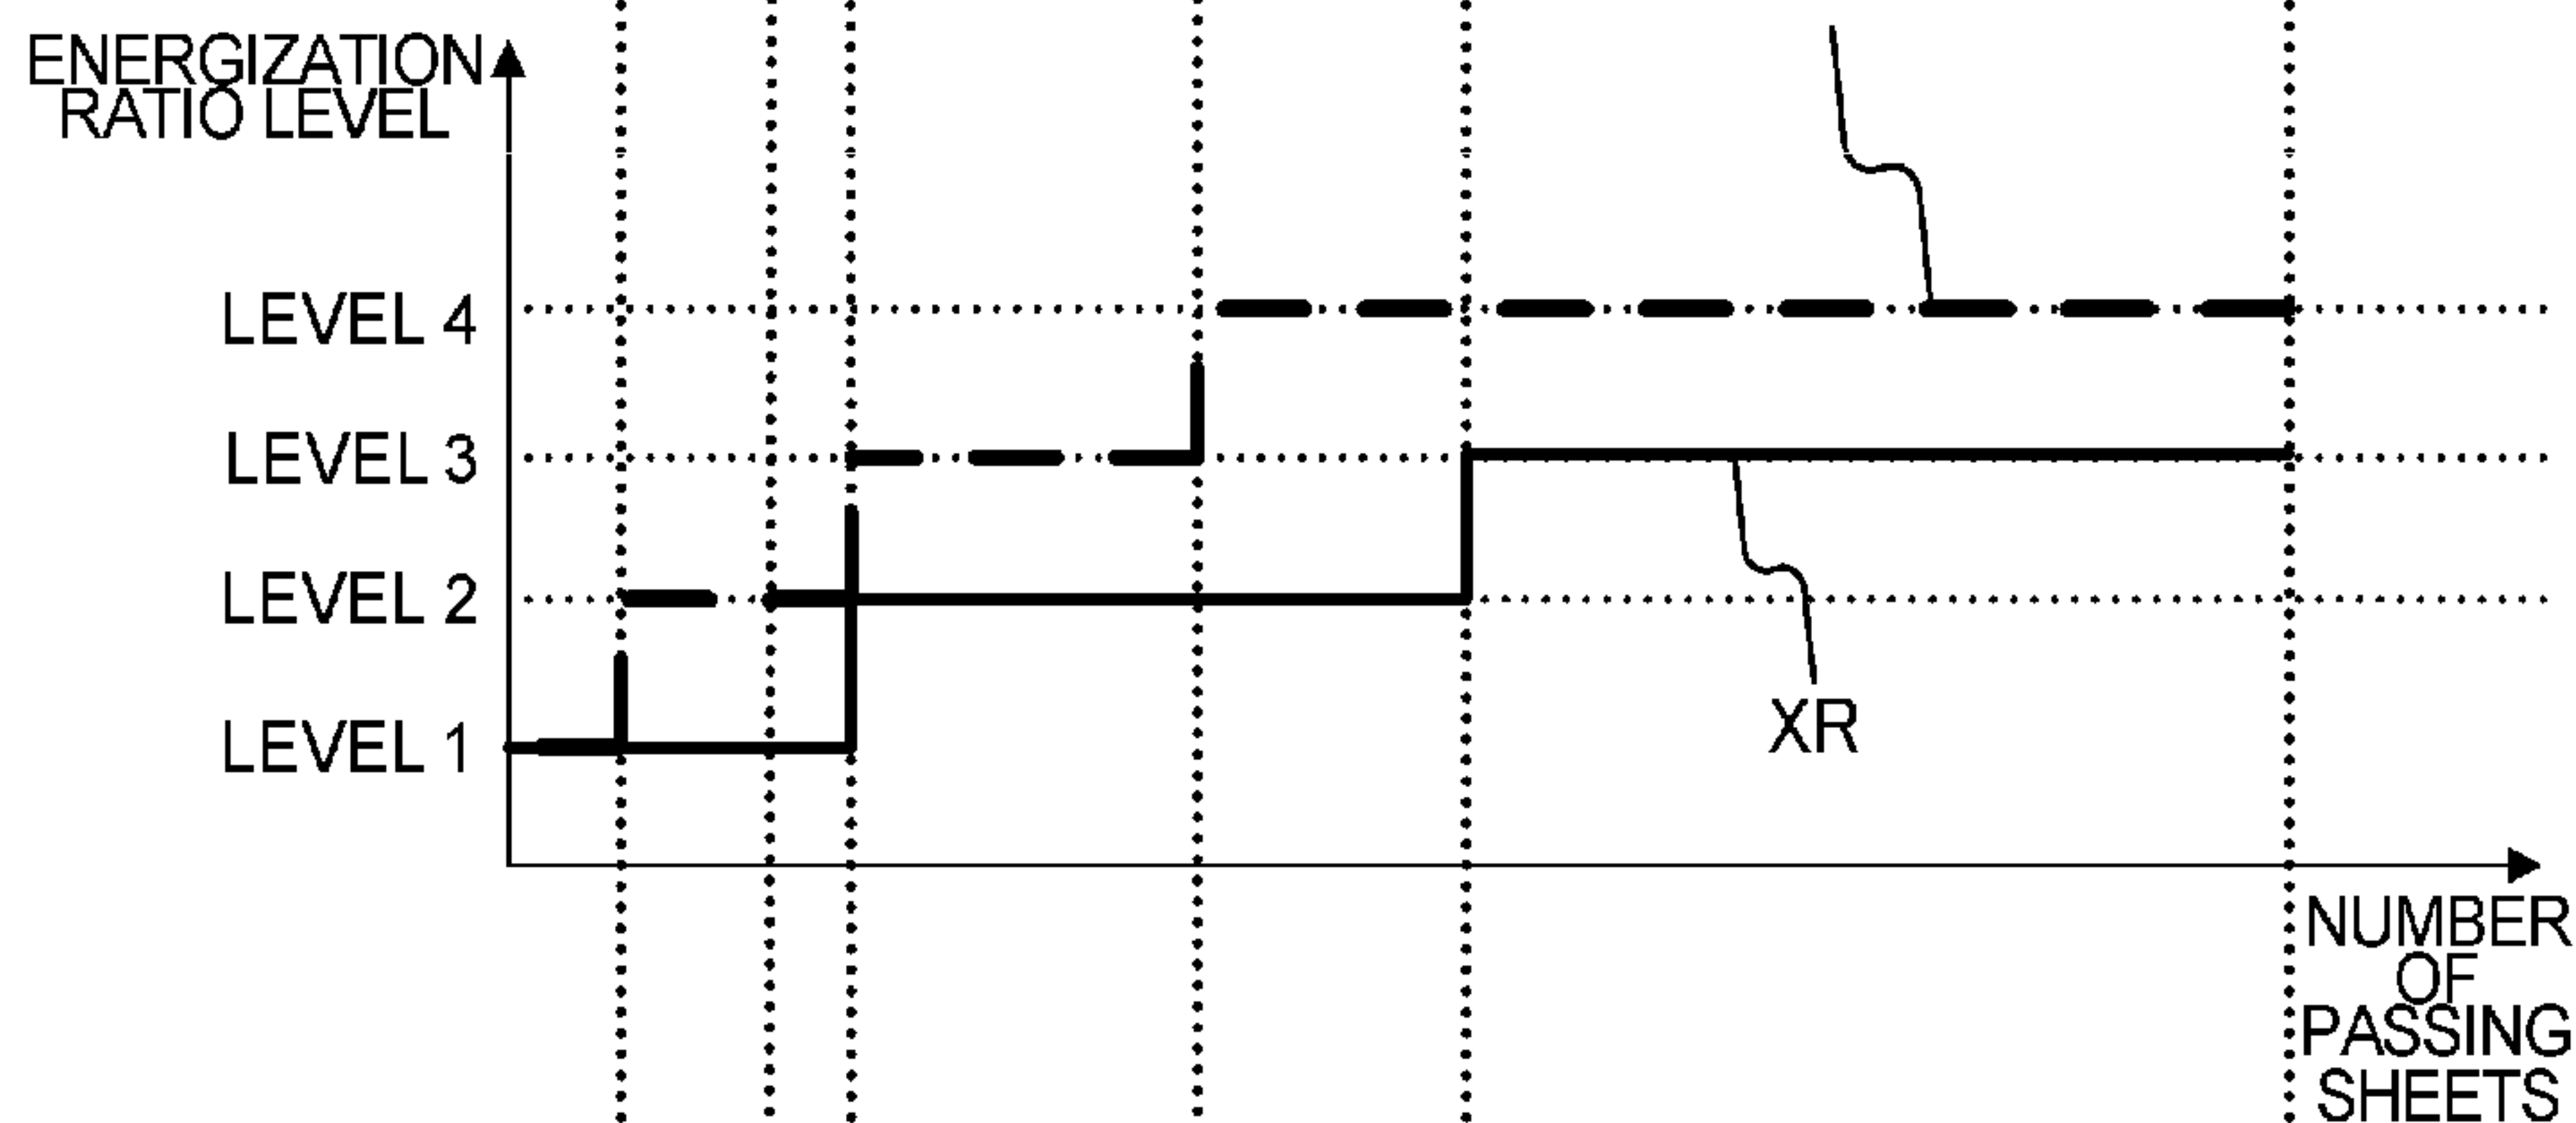 ENERGIZATION
RATIO LEVEL
LEVEL 4
LEVEL 3
LEVEL 2
LEVEL 1
XR
NUMBER
OF
PASSING
SHEETS